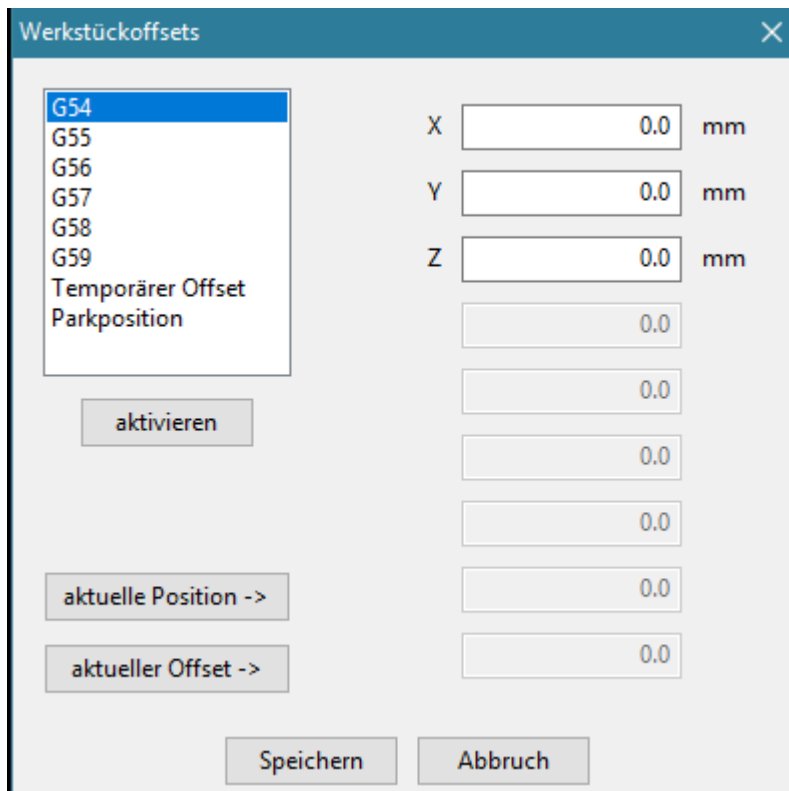 Werkstückoffsets
G54
G55
G56
G57
G58
G59
Temporärer Offset
Parkposition
aktivieren
aktuelle Position ->
aktueller Offset ->
X 0.0 mm
Y 0.0 mm
Z 0.0 mm
0.0
0.0
0.0
0.0
0.0
0.0
Speichern Abbruch